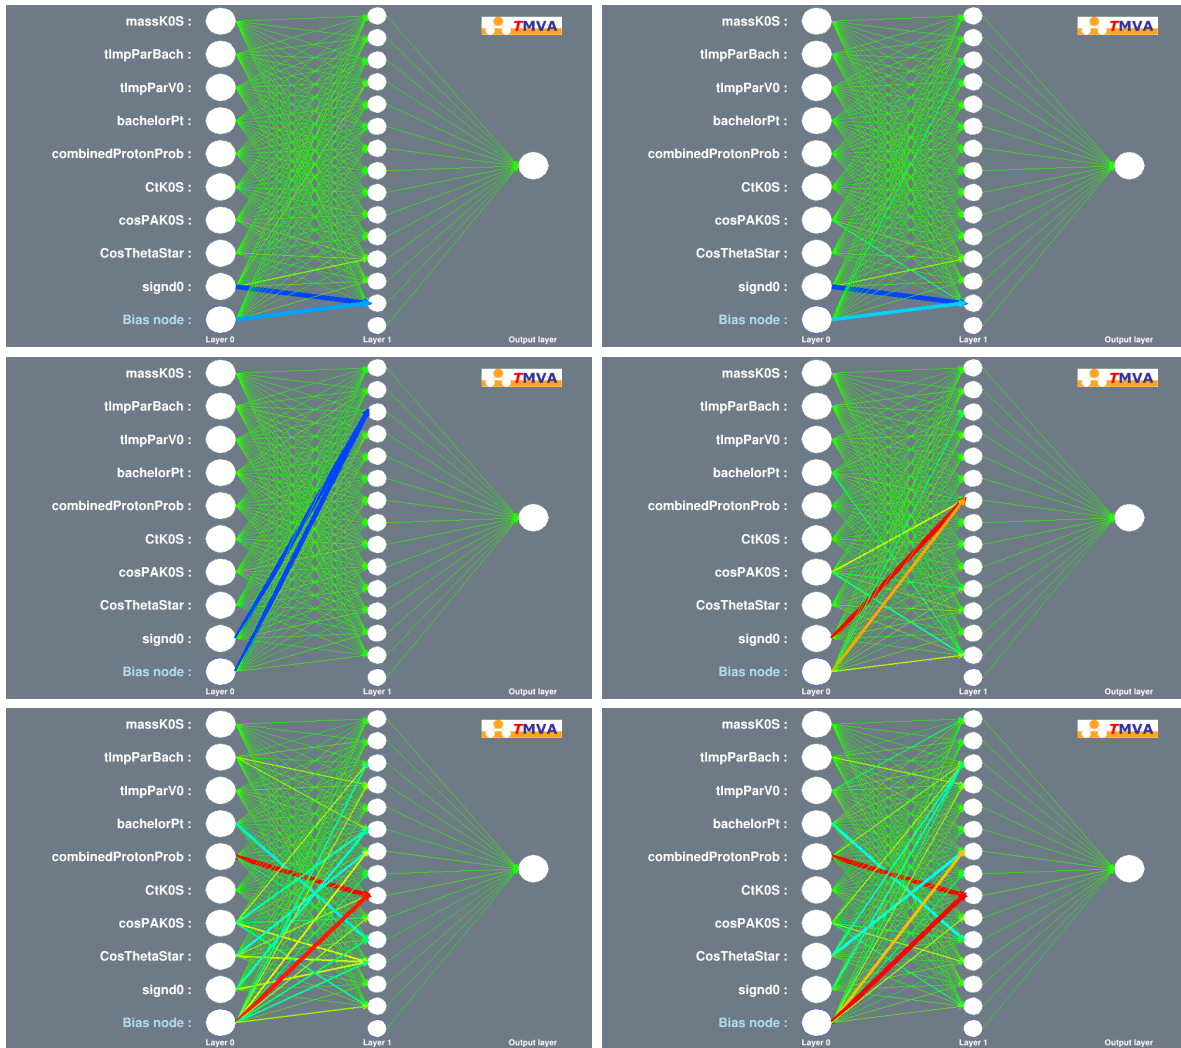 massK0S :
TMVA
tImpParBach :
tImpParV0 :
bachelorPt :
combinedProtonProb :
CtK0S :
cosPAK0S :
CosThetaStar :
signd0 :
Bias node :
Layer 0 Layer 1 Output layer
massK0S :
TMVA
tImpParBach :
tImpParV0 :
bachelorPt :
combinedProtonProb :
CtK0S :
cosPAK0S :
CosThetaStar :
signd0 :
Bias node :
Layer 0 Layer 1 Output layer
massK0S :
TMVA
tImpParBach :
tImpParV0 :
bachelorPt :
combinedProtonProb :
CtK0S :
cosPAK0S :
CosThetaStar :
signd0 :
Bias node :
Layer 0 Layer 1 Output layer
massK0S :
TMVA
tImpParBach :
tImpParV0 :
bachelorPt :
combinedProtonProb :
CtK0S :
cosPAK0S :
CosThetaStar :
signd0 :
Bias node :
Layer 0 Layer 1 Output layer
massK0S :
TMVA
tImpParBach :
tImpParV0 :
bachelorPt :
combinedProtonProb :
CtK0S :
cosPAK0S :
CosThetaStar :
signd0 :
Bias node :
Layer 0 Layer 1 Output layer
massK0S :
TMVA
tImpParBach :
tImpParV0 :
bachelorPt :
combinedProtonProb :
CtK0S :
cosPAK0S :
CosThetaStar :
signd0 :
Bias node :
Layer 0 Layer 1 Output layer